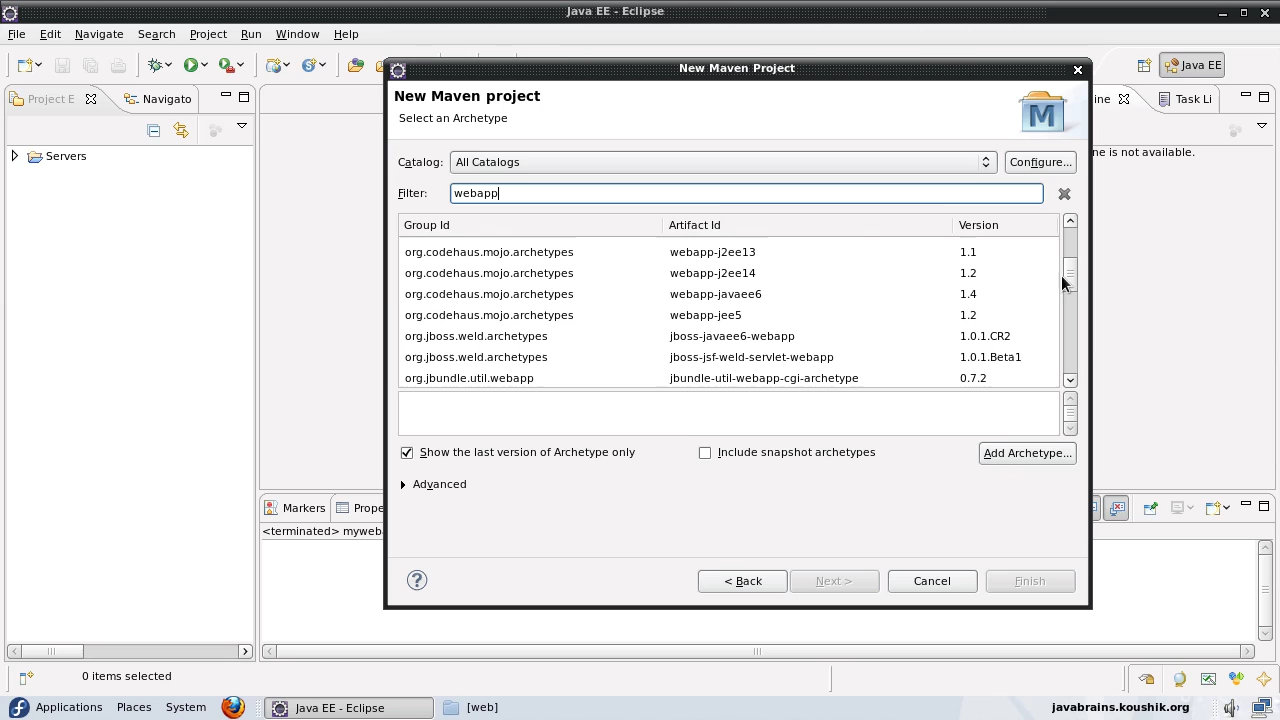 Java EE - Eclipse
File Edit Navigate Search Project Run Window Help
Java EE
Project E
Navigato
ine
Task Li
ne is not available.
Servers
New Maven Project
New Maven project
Select an Archetype
M
Catalog: All Catalogs Configure...
Filter: webapp
Group Id Artifact Id Version
org.codehaus.mojo.archetypes webapp-j2ee13 1.1
org.codehaus.mojo.archetypes webapp-j2ee14 1.2
org.codehaus.mojo.archetypes webapp-javaee6 1.4
org.codehaus.mojo.archetypes webapp-jee5 1.2
org.jboss.weld.archetypes jboss-javaee6-webapp 1.0.1.CR2
org.jboss.weld.archetypes jboss-jsf-weld-servlet-webapp 1.0.1.Beta1
org.jbundle.util.webapp jbundle-util-webapp-cgi-archetype 0.7.2
Show the last version of Archetype only Include snapshot archetypes Add Archetype...
Advanced
? < Back Next > Cancel Finish
Markers Prope
<terminated> myweb
0 items selected
Applications Places System Java EE - Eclipse [web] javabrains.koushik.org